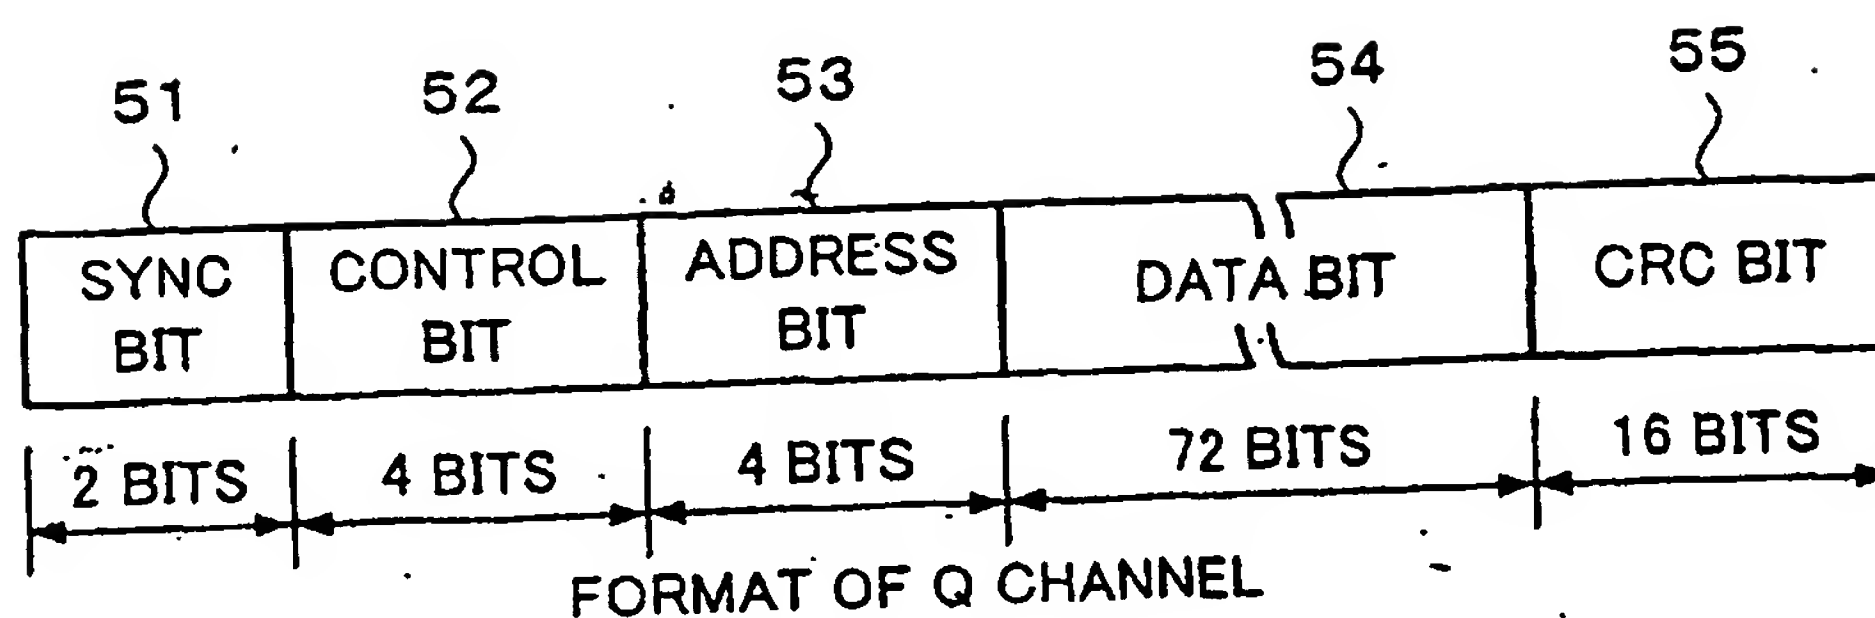 51 52 53 54 55
SYNC BIT
CONTROL BIT
ADDRESS BIT
DATA BIT
CRC BIT
2 BITS 4 BITS 4 BITS 72 BITS 16 BITS
FORMAT OF Q CHANNEL